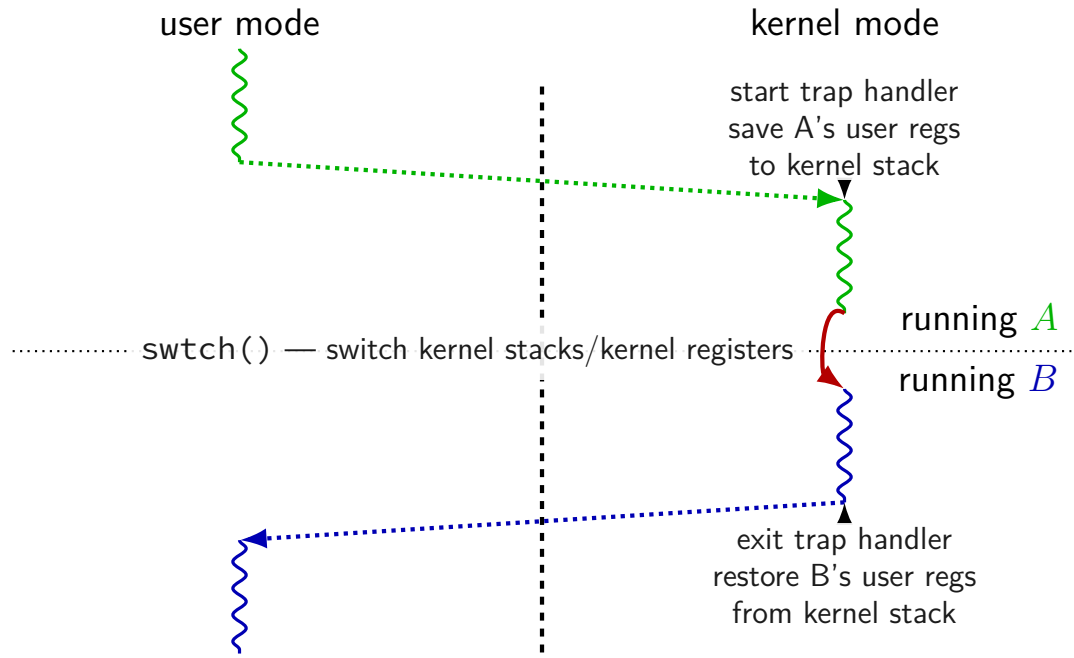 user mode
kernel mode
start trap handler
save A's user regs
to kernel stack
running A
swtch() — switch kernel stacks/kernel registers
running B
exit trap handler
restore B's user regs
from kernel stack